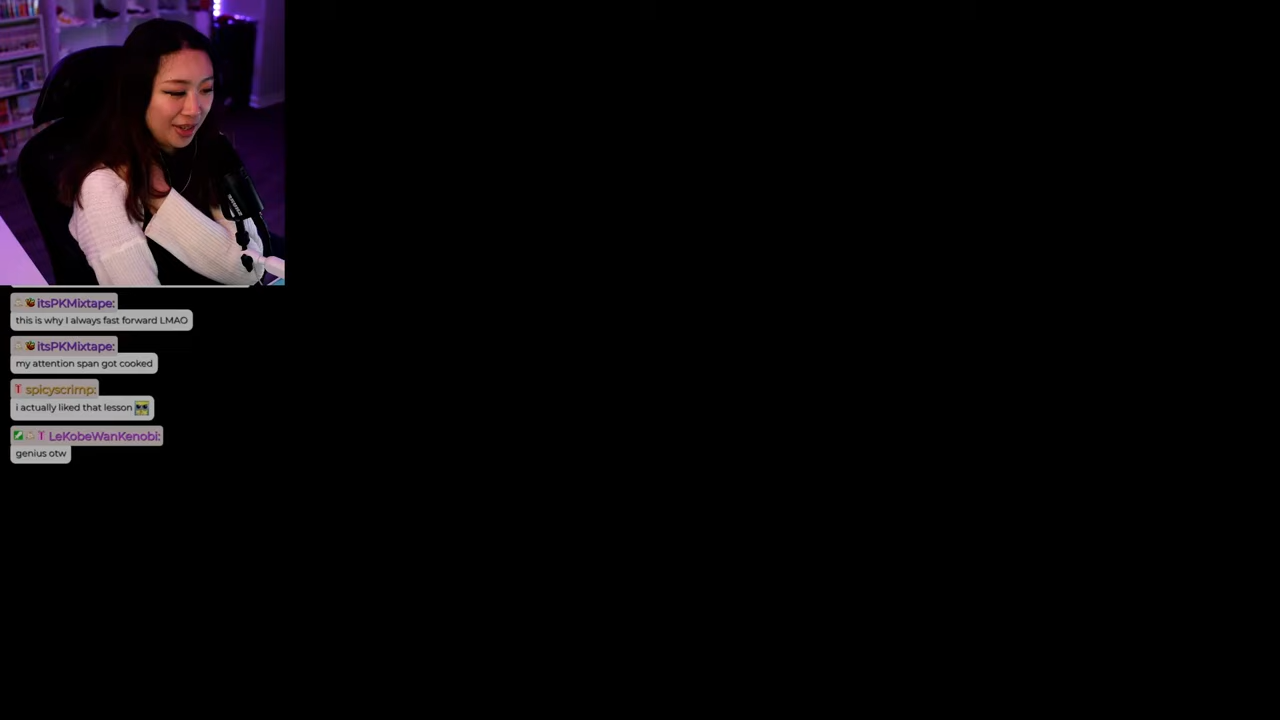 itsPKMixtape:
this is why I always fast forward LMAO
itsPKMixtape:
my attention span got cooked
spicyscrimp:
i actually liked that lesson
LeKobeWanKenobi:
genius otw